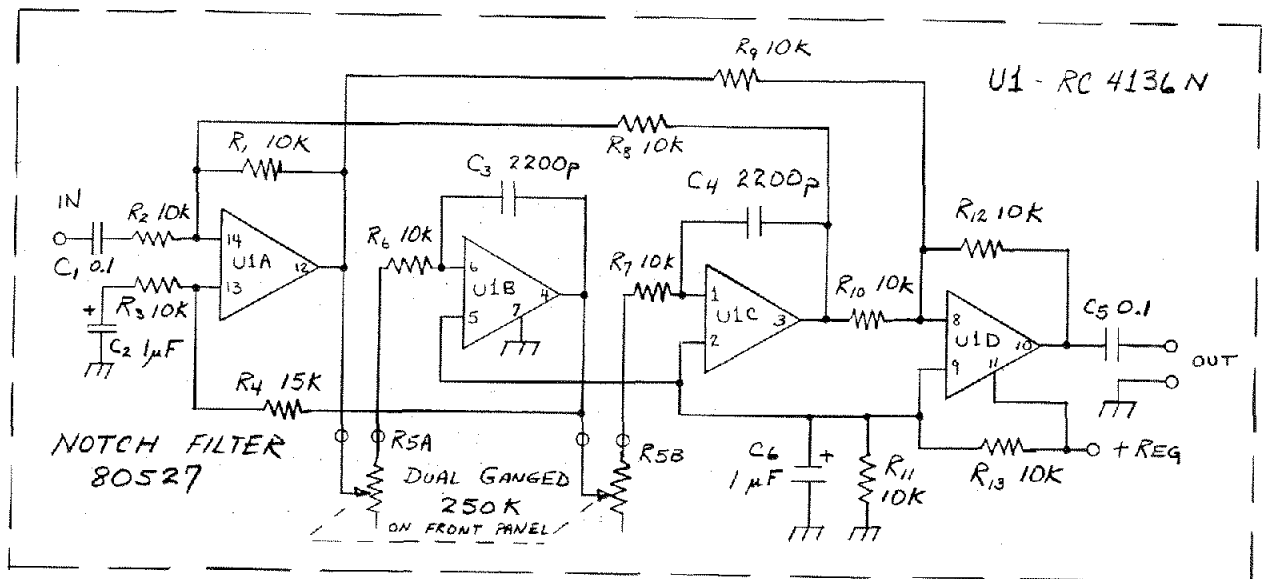 R9 10K
U1 - RC 4136 N
R1 10K
R8 10K
C3 2200p
C4 2200p
IN
R2 10K
R12 10K
C1 0.1
14
13
U1A
12
R6 10K
6
5
U1B
7
4
R7 10K
1
2
U1C
3
R10 10K
8
9
U1D
10
11
C5 0.1
OUT
+
R3 10K
C2 1µF
R4 15K
NOTCH FILTER
80527
R5A
DUAL GANGED
250K
ON FRONT PANEL
R5B
C6
1 µF
+
R11
10K
R13 10K
+ REG